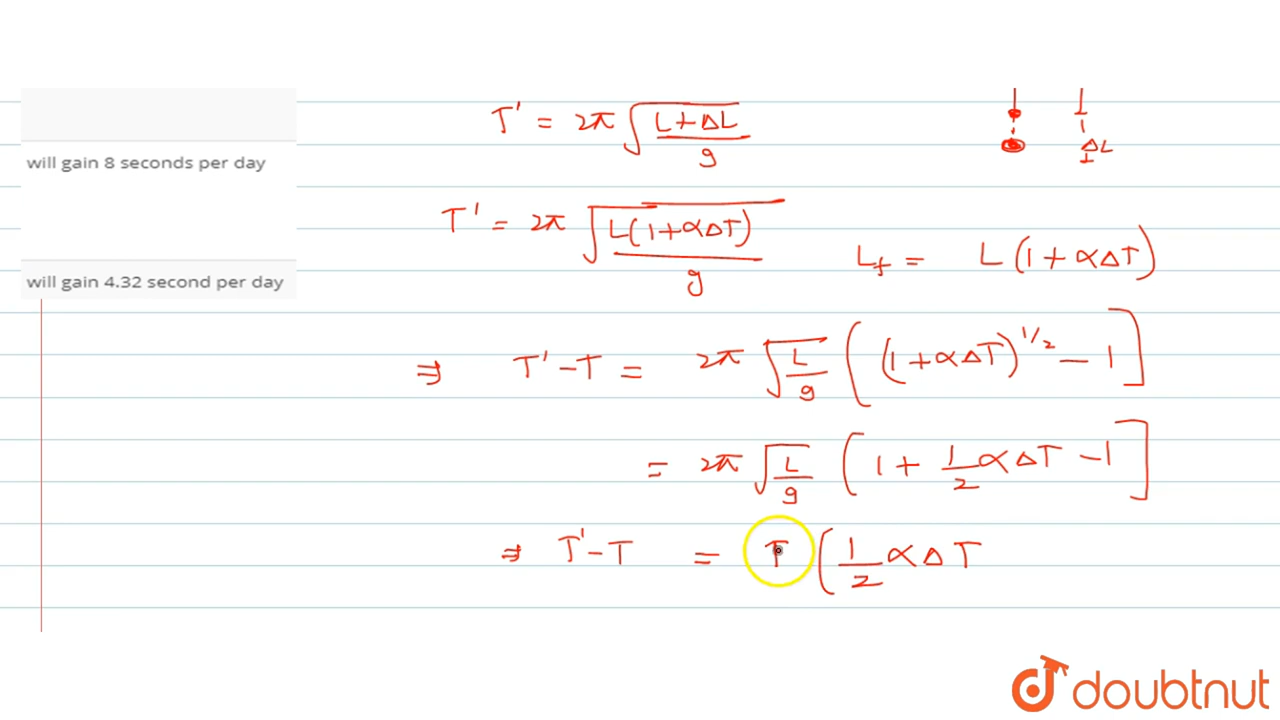 T' = 2π √(L+ΔL / g)
ΔL
will gain 8 seconds per day
T' = 2π √(L(1+αΔT) / g)
L_f = L(1+αΔT)
will gain 4.32 second per day
⇒ T'-T = 2π √(L/g) [(1+αΔT)^1/2 - 1]
= 2π √(L/g) [1 + 1/2 αΔT - 1]
⇒ T'-T = T (1/2 αΔT
doubtnut